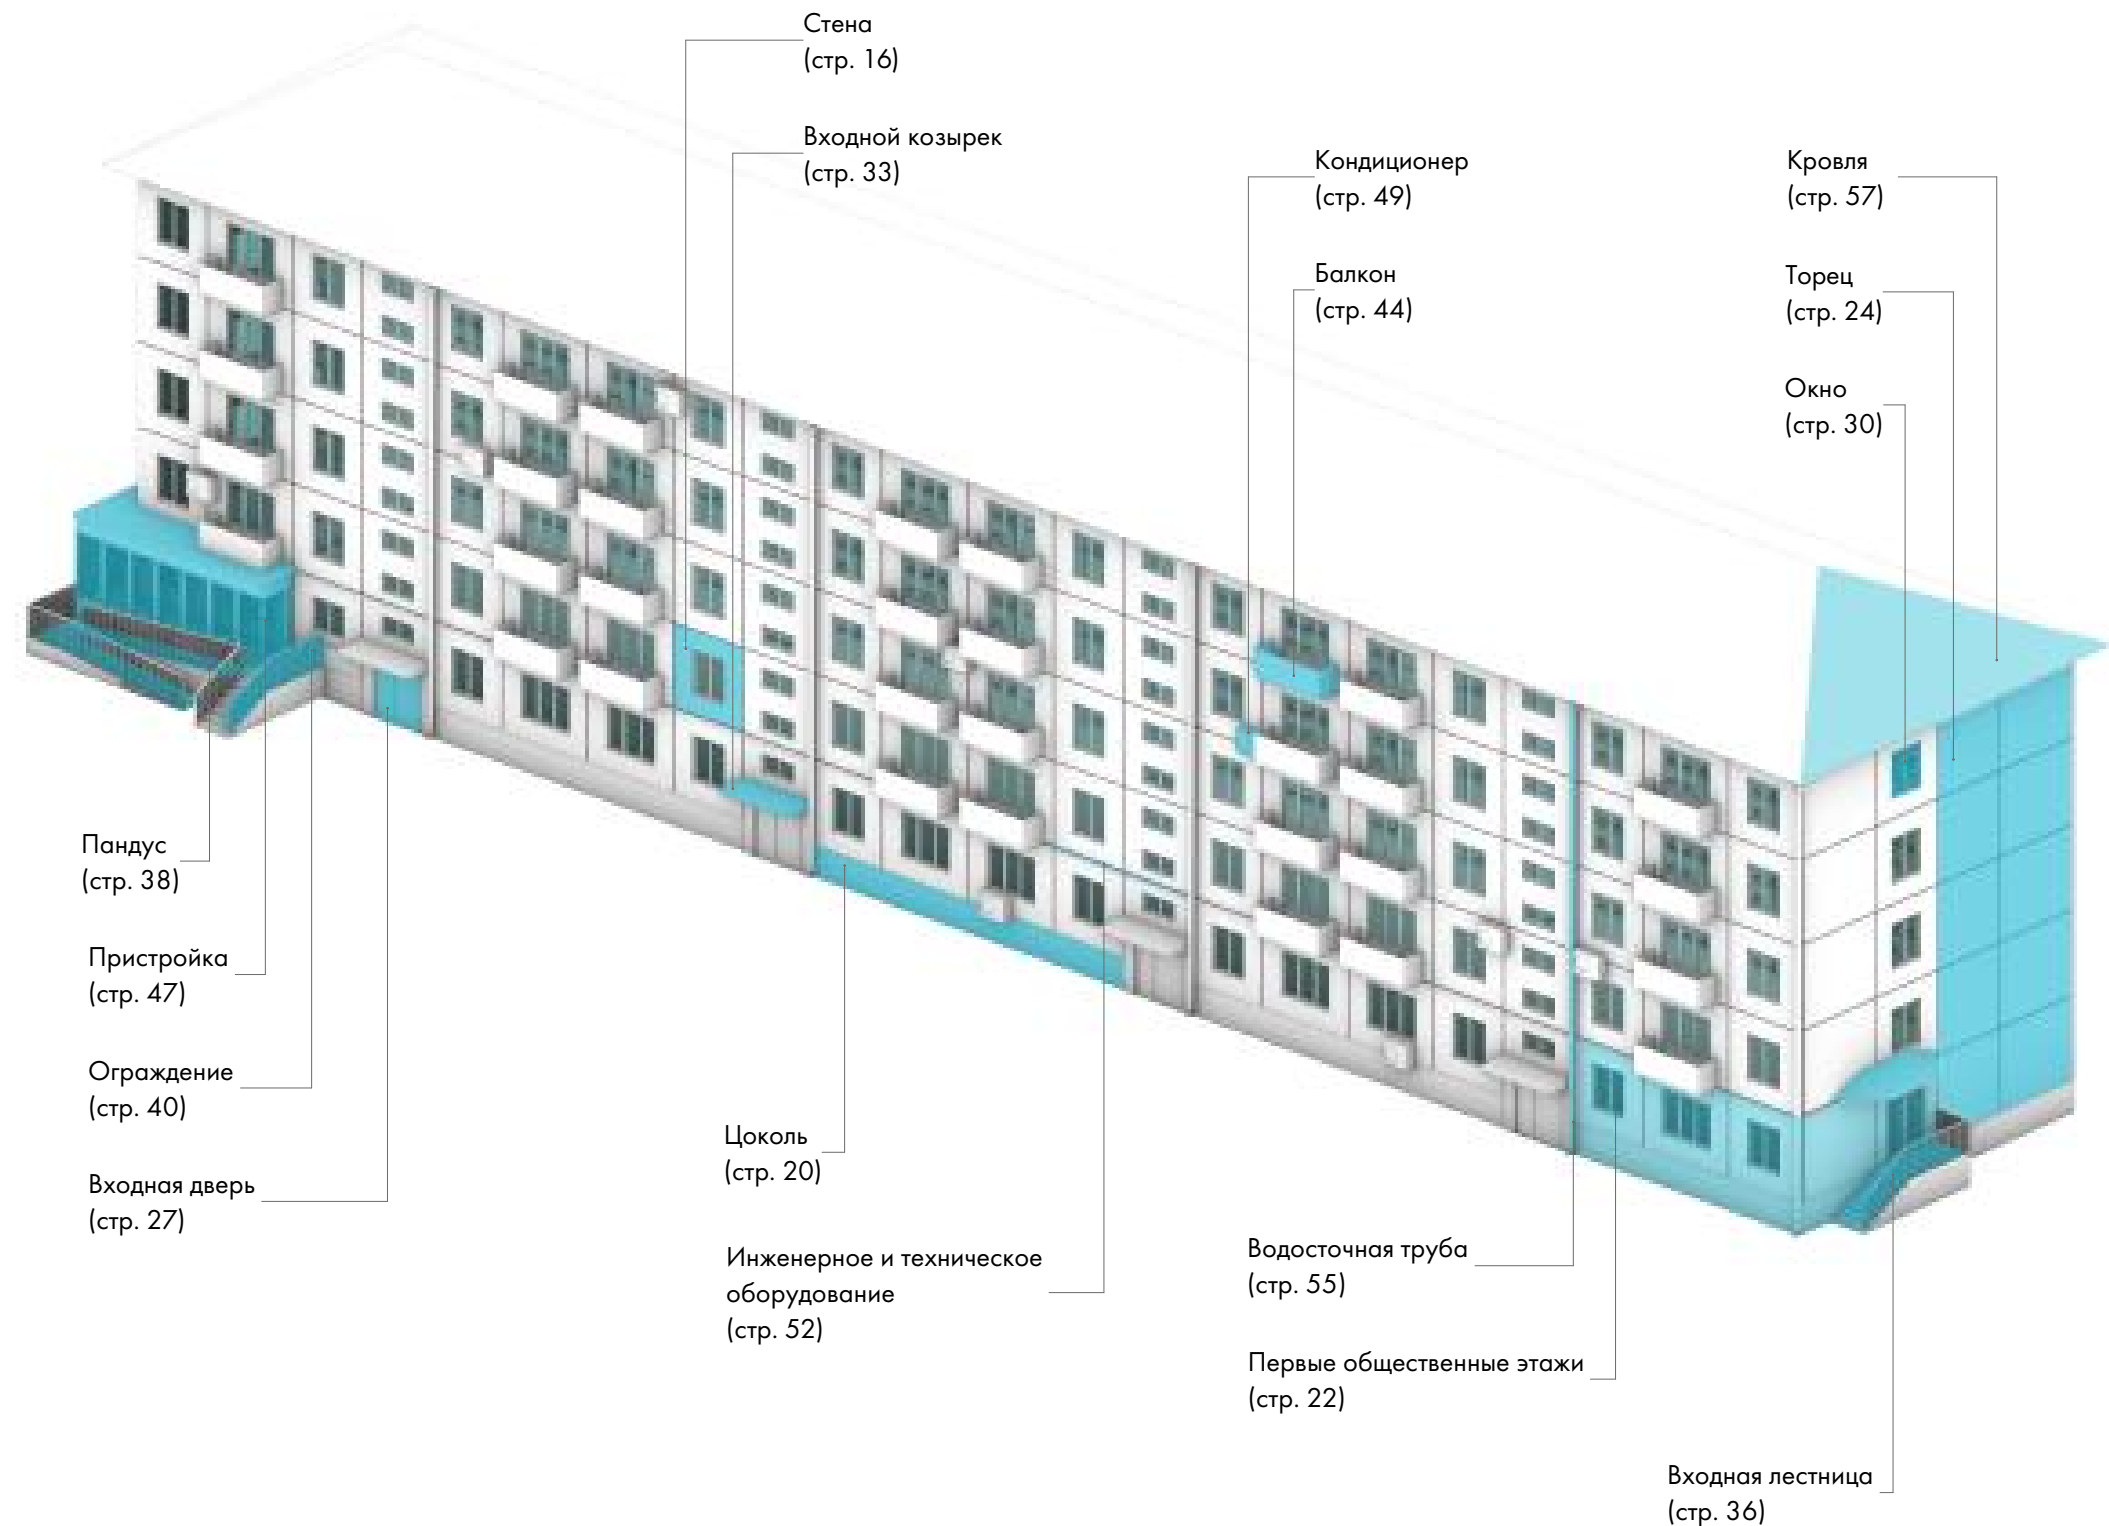 Стена
(стр. 16)
Входной козырек
(стр. 33)
Кондиционер
(стр. 49)
Балкон
(стр. 44)
Кровля
(стр. 57)
Торец
(стр. 24)
Окно
(стр. 30)
Пандус
(стр. 38)
Пристройка
(стр. 47)
Ограждение
(стр. 40)
Входная дверь
(стр. 27)
Цоколь
(стр. 20)
Инженерное и техническое
оборудование
(стр. 52)
Водосточная труба
(стр. 55)
Первые общественные этажи
(стр. 22)
Входная лестница
(стр. 36)